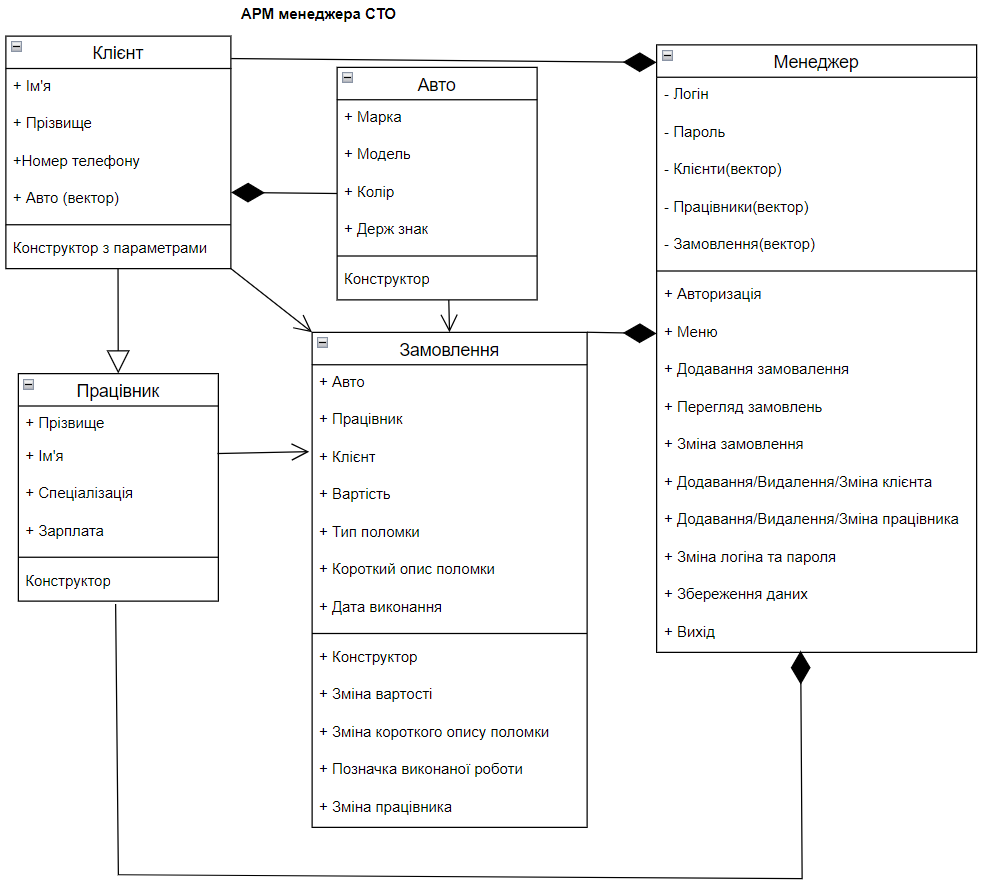 АРМ менеджера СТО
Клієнт
+ Ім'я
+ Прізвище
+Номер телефону
+ Авто (вектор)
Конструктор з параметрами
Авто
+ Марка
+ Модель
+ Колір
+ Держ знак
Конструктор
Менеджер
- Логін
- Пароль
- Клієнти(вектор)
- Працівники(вектор)
- Замовлення(вектор)
+ Авторизація
+ Меню
+ Додавання замовалення
+ Перегляд замовлень
+ Зміна замовлення
+ Додавання/Видалення/Зміна клієнта
+ Додавання/Видалення/Зміна працівника
+ Зміна логіна та пароля
+ Збереження даних
+ Вихід
Працівник
+ Прізвище
+ Ім'я
+ Спеціалізація
+ Зарплата
Конструктор
Замовлення
+ Авто
+ Працівник
+ Клієнт
+ Вартість
+ Тип поломки
+ Короткий опис поломки
+ Дата виконання
+ Конструктор
+ Зміна вартості
+ Зміна короткого опису поломки
+ Позначка виконаної роботи
+ Зміна працівника